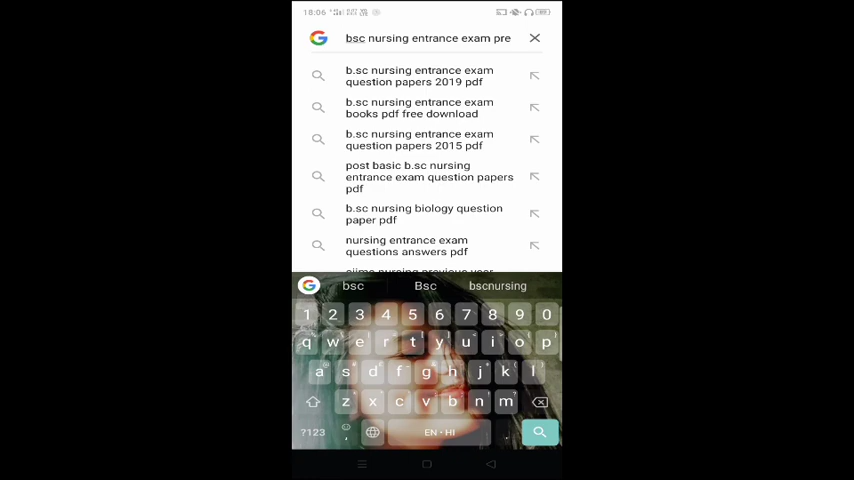 18:06
bsc nursing entrance exam pre
b.sc nursing entrance exam
question papers 2019 pdf
b.sc nursing entrance exam
books pdf free download
b.sc nursing entrance exam
question papers 2015 pdf
post basic b.sc nursing
entrance exam question papers
pdf
b.sc nursing biology question
paper pdf
nursing entrance exam
questions answers pdf
bsc Bsc bscnursing
1 2 3 4 5 6 7 8 9 0
q w e r t y u i o p
a s d f g h j k l
z x c v b n m
?123 , EN • HI .